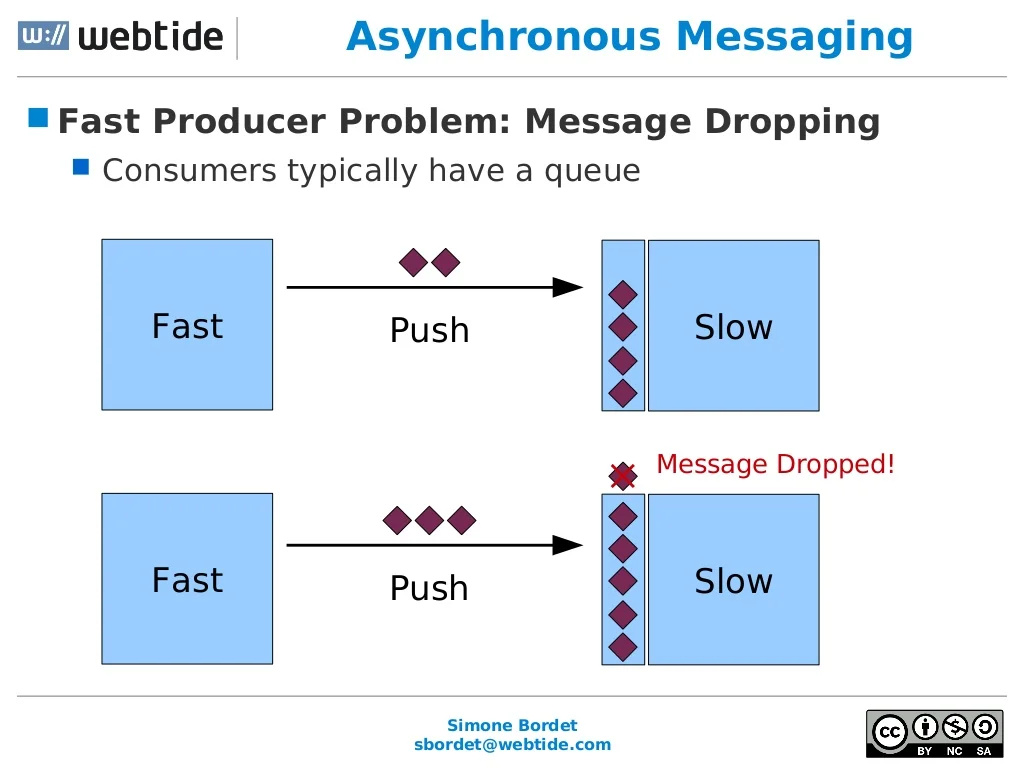 w:// webtide
Asynchronous Messaging
Fast Producer Problem: Message Dropping
Consumers typically have a queue
Fast
Push
Slow
Message Dropped!
Fast
Push
Slow
Simone Bordet
sbordet@webtide.com
cc
BY NC SA